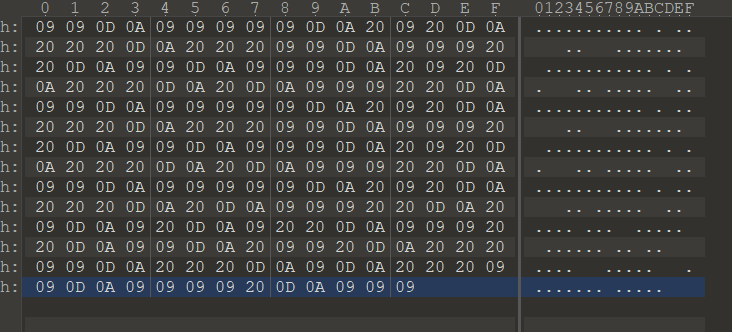 0 1 2 3 4 5 6 7 8 9 A B C D E F 0123456789ABCDEF
h: 09 09 0D 0A 09 09 09 09 09 0D 0A 20 09 20 0D 0A ........... . ..
h: 20 20 20 0D 0A 20 20 20 09 09 0D 0A 09 09 09 20 ..   .......
h: 20 0D 0A 09 09 0D 0A 09 09 09 0D 0A 20 09 20 0D ........... . .
h: 0A 20 20 20 0D 0A 20 0D 0A 09 09 09 20 20 0D 0A .   .. .....  ..
h: 09 09 0D 0A 09 09 09 09 09 0D 0A 20 09 20 0D 0A ........... . ..
h: 20 20 20 0D 0A 20 20 20 09 09 0D 0A 09 09 09 20 ..   .......
h: 20 0D 0A 09 09 0D 0A 09 09 09 0D 0A 20 09 20 0D ........... . .
h: 0A 20 20 20 0D 0A 20 0D 0A 09 09 09 20 20 0D 0A .   .. .....  ..
h: 09 09 0D 0A 09 09 09 09 09 0D 0A 20 09 20 0D 0A ........... . ..
h: 20 20 20 0D 0A 20 0D 0A 09 09 09 20 20 0D 0A 20 .. .....  ..
h: 09 0D 0A 09 20 0D 0A 09 20 20 0D 0A 09 09 09 20 .... ...  .....
h: 20 0D 0A 09 09 0D 0A 20 09 09 20 0D 0A 20 20 20 ...... .. ..
h: 09 09 0D 0A 20 20 20 0D 0A 09 0D 0A 20 20 20 09 ....   .....   .
h: 09 0D 0A 09 09 09 09 20 0D 0A 09 09 09 ....... .....